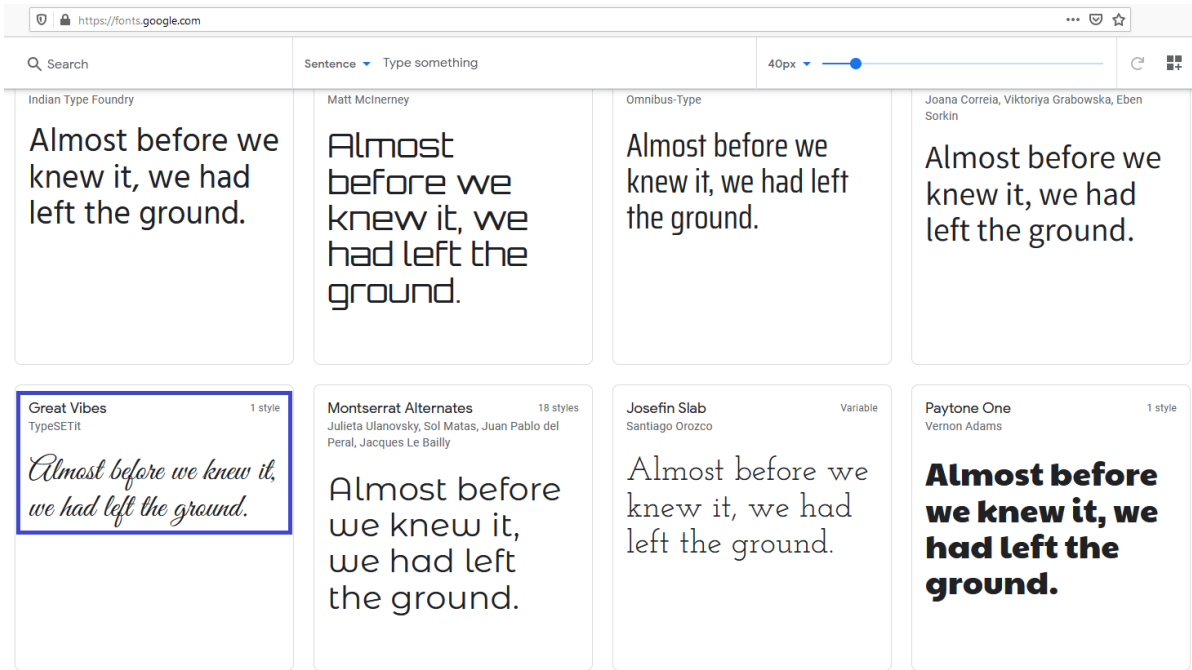 https://fonts.google.com
Search
Sentence
Type something
40px
Indian Type Foundry
Almost before we
knew it, we had
left the ground.
Matt McInerney
Almost
before we
knew it, we
had left the
ground.
Omnibus-Type
Almost before we
knew it, we had left
the ground.
Joana Correia, Viktoriya Grabowska, Eben
Sorkin
Almost before we
knew it, we had
left the ground.
Great Vibes
1 style
TypeSETit
Almost before we knew it,
we had left the ground.
Montserrat Alternates
18 styles
Julieta Ulanovsky, Sol Matas, Juan Pablo del
Peral, Jacques Le Bailly
Almost before
we knew it,
we had left
the ground.
Josefin Slab
Variable
Santiago Orozco
Almost before we
knew it, we had
left the ground.
Paytone One
1 style
Vernon Adams
Almost before
we knew it, we
had left the
ground.